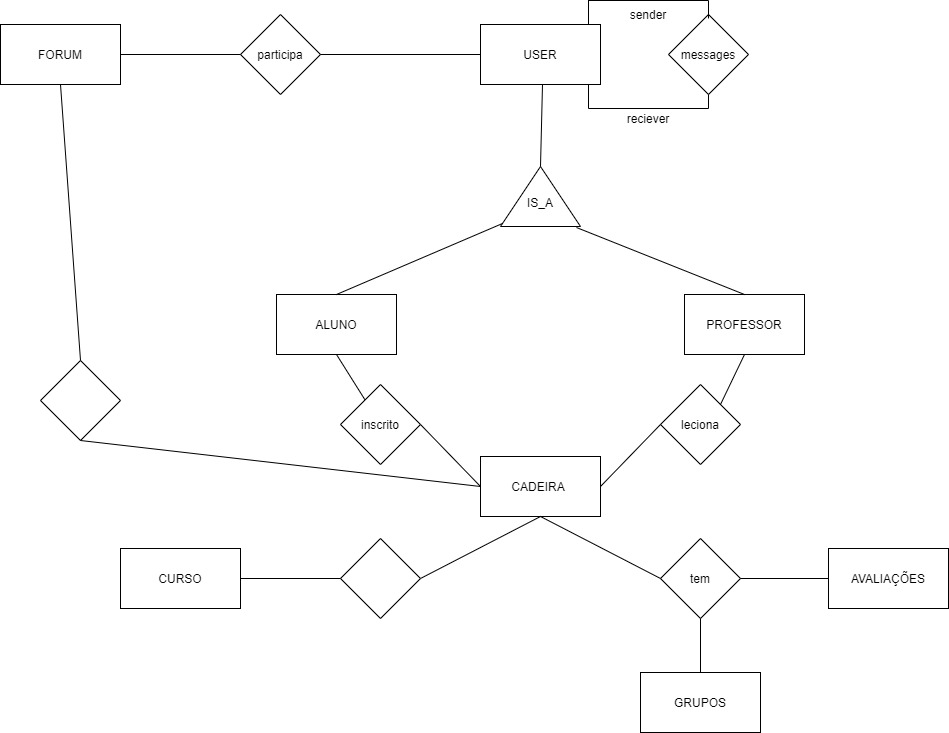 sender
FORUM
participa
USER
messages
reciever
IS_A
ALUNO
PROFESSOR
inscrito
leciona
CADEIRA
CURSO
tem
AVALIAÇÕES
GRUPOS